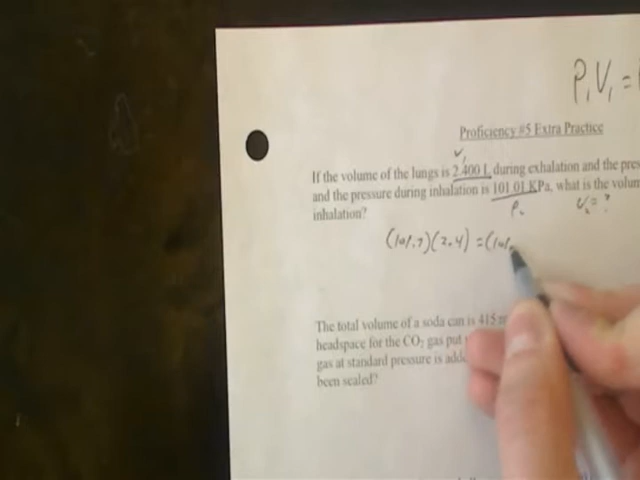 P₁V₁ =
Proficiency #5 Extra Practice
V₁
If the volume of the lungs is 2.400 L during exhalation and the pres
and the pressure during inhalation is 101.01 KPa, what is the volum
inhalation?
P₂ V₂ = ?
(101.7)(2.4) = (101.
The total volume of a soda can is 415
headspace for the CO₂ gas put
gas at standard pressure is adde
been sealed?